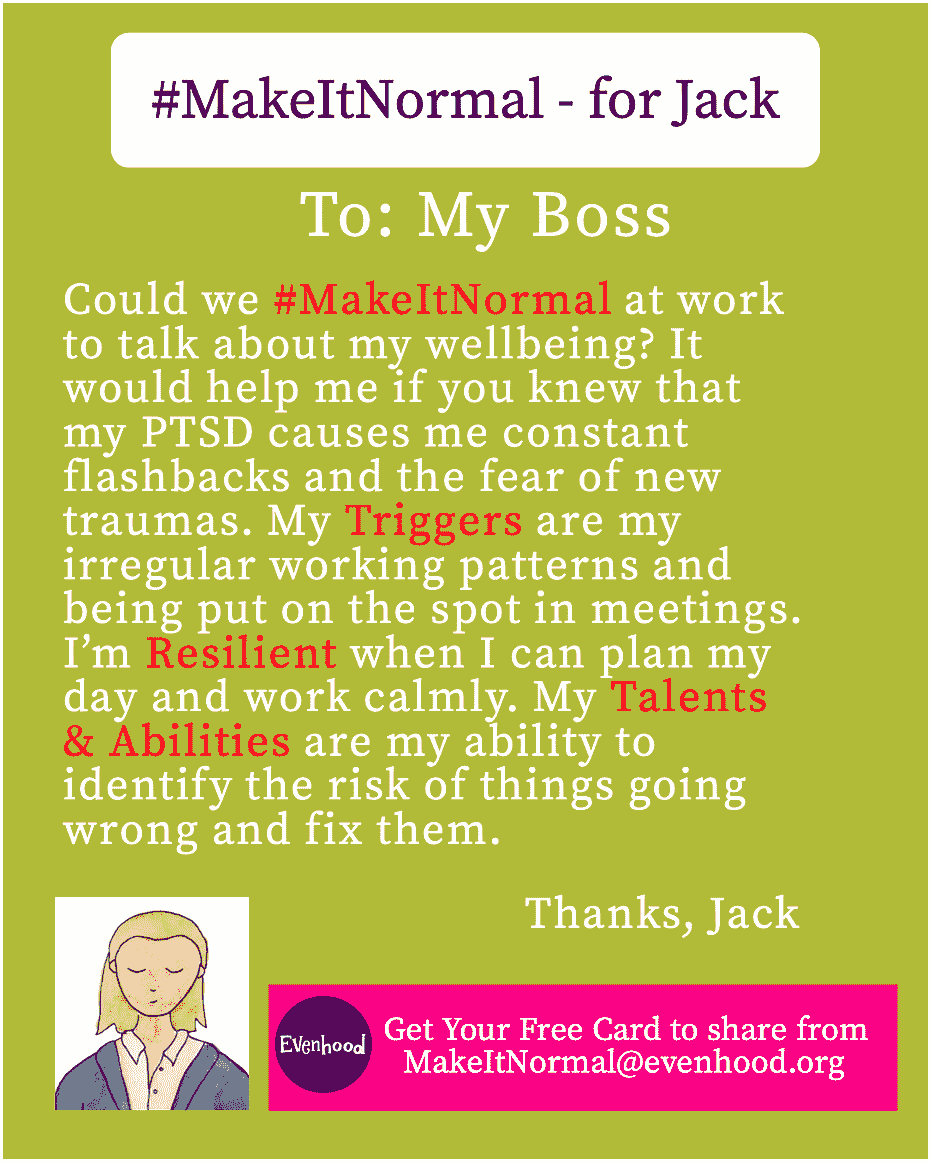 #MakeItNormal - for Jack
To: My Boss
Could we #MakeItNormal at work
to talk about my wellbeing? It
would help me if you knew that
my PTSD causes me constant
flashbacks and the fear of new
traumas. My Triggers are my
irregular working patterns and
being put on the spot in meetings.
I’m Resilient when I can plan my
day and work calmly. My Talents
& Abilities are my ability to
identify the risk of things going
wrong and fix them.
Thanks, Jack
Evenhood
Get Your Free Card to share from
MakeItNormal@evenhood.org